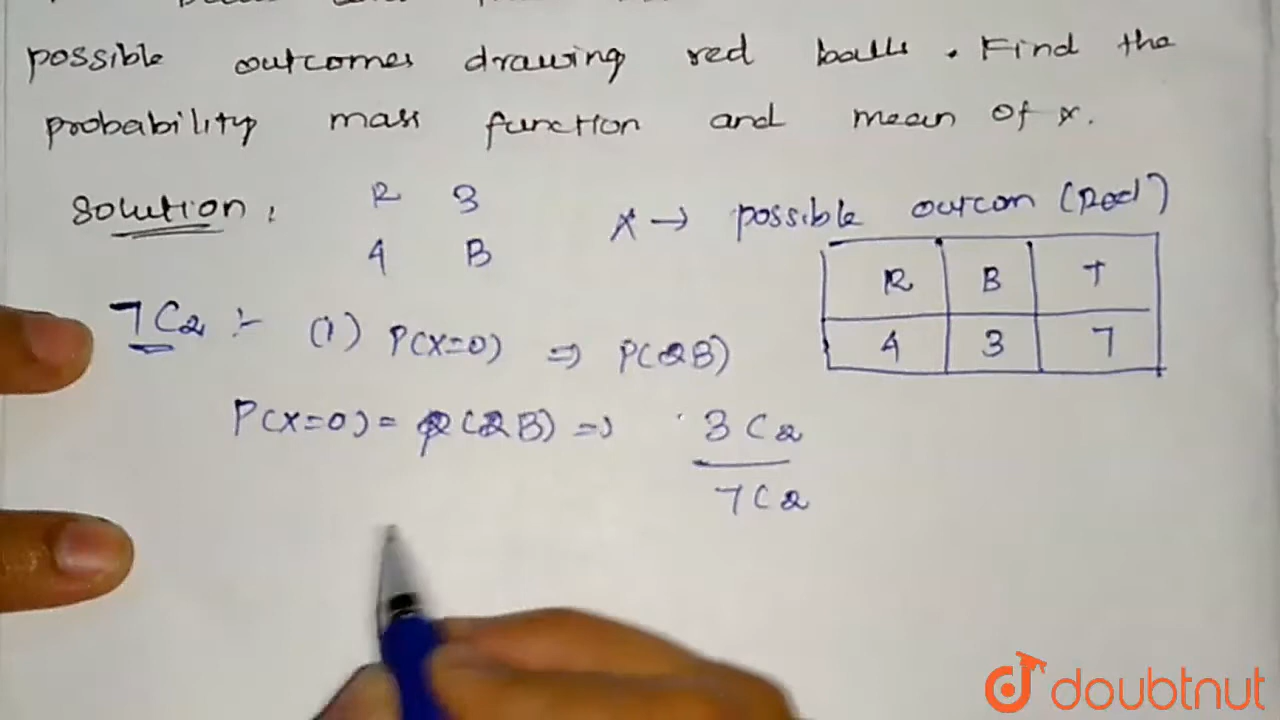 possible outcomes drawing red balls. Find the
probability mass function and mean of x.
Solution:
R 3
4 B
X → possible outcom (Red)
R B T
4 3 7
7C2 :- (1) P(X=0) => P(2B)
P(X=0) = P(2B) => 3C2
7C2
doubtnut